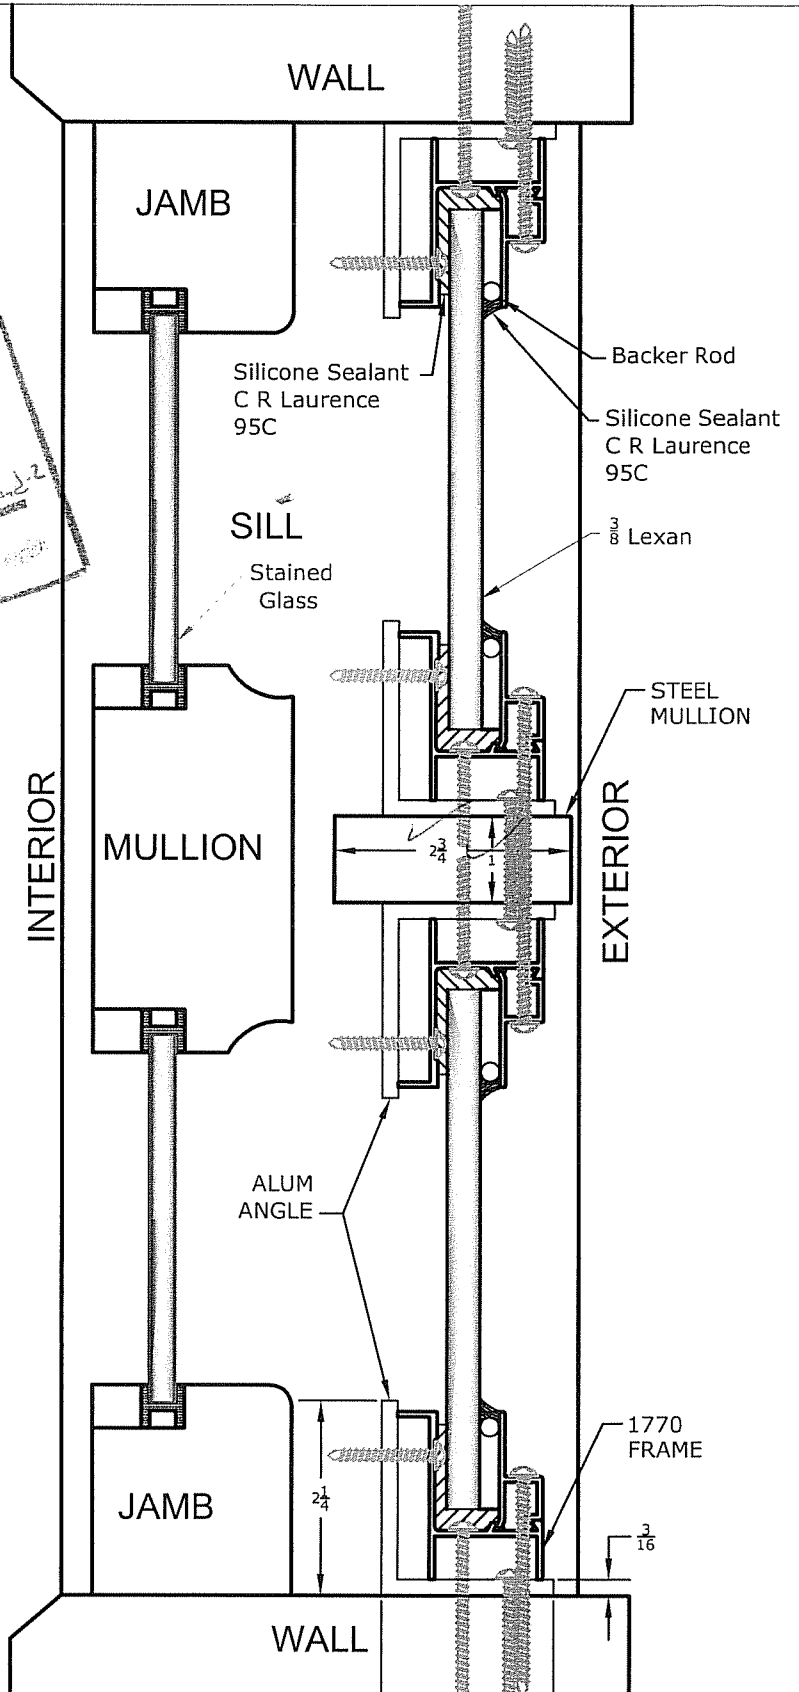 WALL
JAMB
Backer Rod
Silicone Sealant
C R Laurence
95C
Silicone Sealant
C R Laurence
95C
SILL
3/8 Lexan
Stained
Glass
STEEL
MULLION
INTERIOR
MULLION
2 3/4
1
EXTERIOR
ALUM
ANGLE
1770
FRAME
JAMB
2 1/4
3/16
WALL